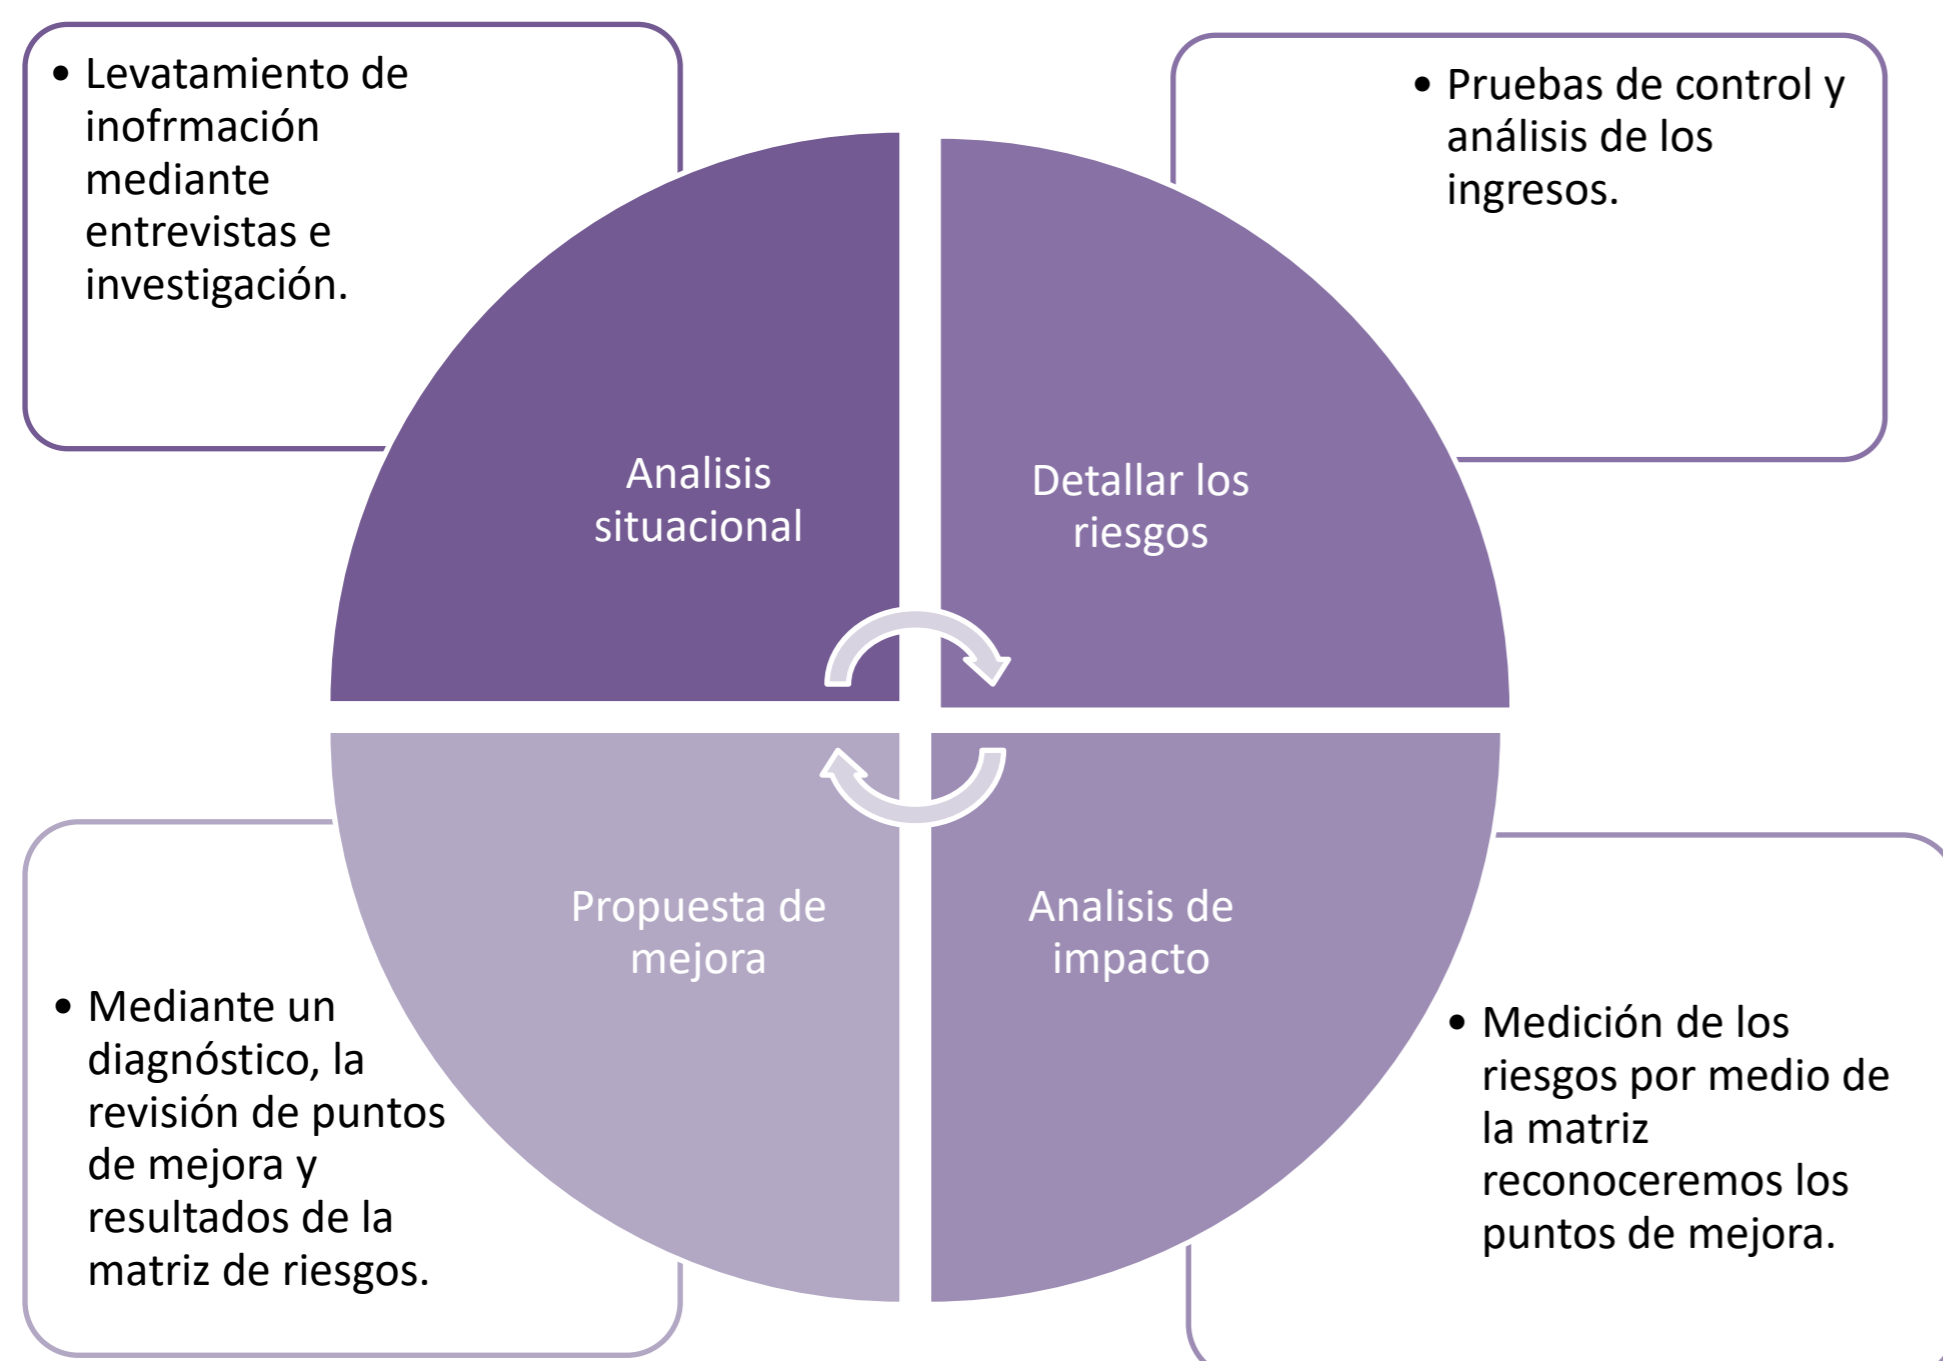 • Levatamiento de
inofrmación
mediante
entrevistas e
investigación.
• Pruebas de control y
análisis de los
ingresos.
Analisis
situacional
Detallar los
riesgos
Propuesta de
mejora
Analisis de
impacto
• Mediante un
diagnóstico, la
revisión de puntos
de mejora y
resultados de la
matriz de riesgos.
• Medición de los
riesgos por medio de
la matriz
reconoceremos los
puntos de mejora.